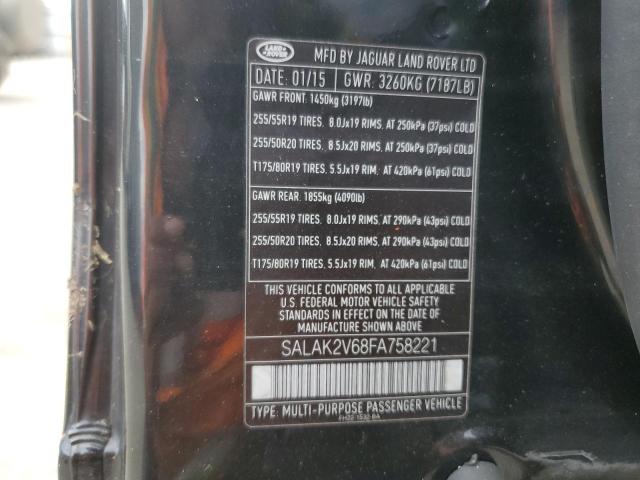 LAND ROVER
MFD BY JAGUAR LAND ROVER LTD
DATE: 01/15 GWR: 3260KG (7187LB)
GAWR FRONT: 1450kg (3197lb)
255/55R19 TIRES. 8.0Jx19 RIMS. AT 250kPa (37psi) COLD
255/50R20 TIRES. 8.5Jx20 RIMS. AT 250kPa (37psi) COLD
T175/80R19 TIRES. 5.5Jx19 RIM. AT 420kPa (61psi) COLD
GAWR REAR: 1855kg (4090lb)
255/55R19 TIRES. 8.0Jx19 RIMS. AT 290kPa (43psi) COLD
255/50R20 TIRES. 8.5Jx20 RIMS. AT 290kPa (43psi) COLD
T175/80R19 TIRES. 5.5Jx19 RIM. AT 420kPa (61psi) COLD
THIS VEHICLE CONFORMS TO ALL APPLICABLE
U.S. FEDERAL MOTOR VEHICLE SAFETY
STANDARDS IN EFFECT ON THE DATE OF
MANUFACTURE SHOWN ABOVE.
SALAK2V68FA758221
TYPE: MULTI-PURPOSE PASSENGER VEHICLE